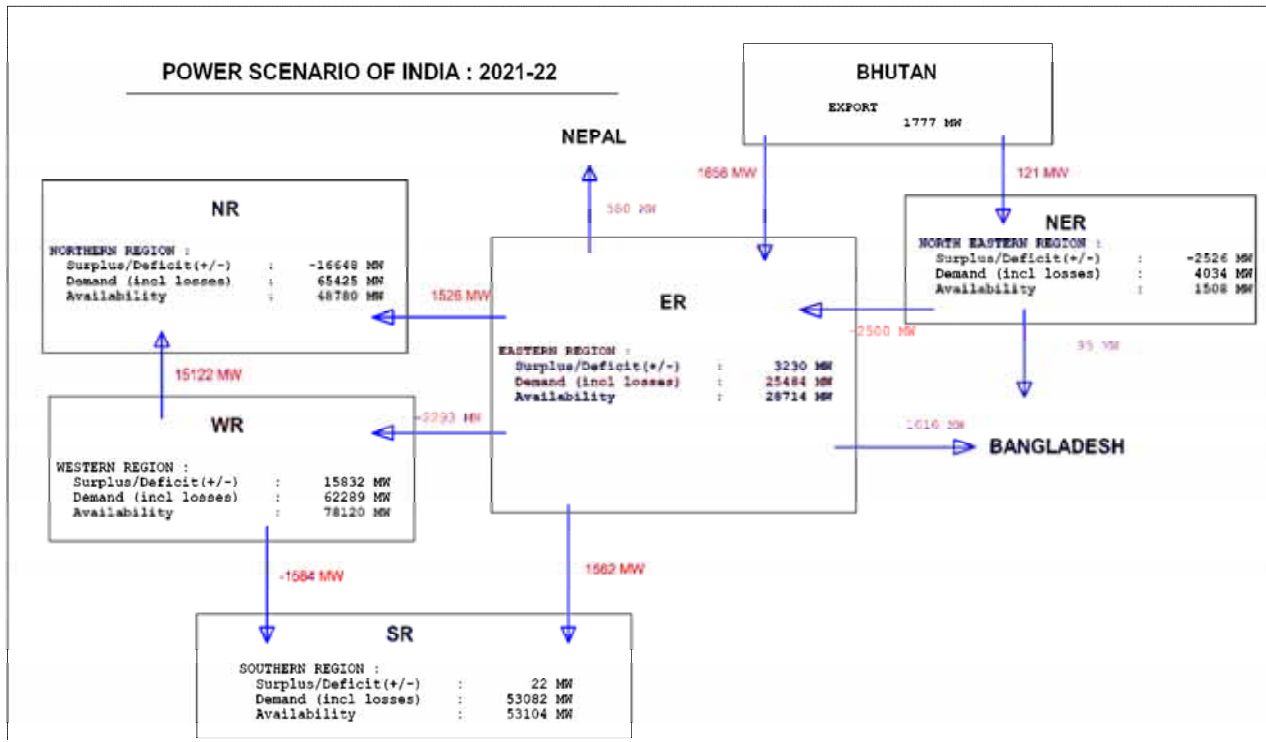 POWER SCENARIO OF INDIA : 2021-22
BHUTAN
EXPORT
1777 MW
NEPAL
1656 MW
121 MW
560 MW
NR
NORTHERN REGION :
Surplus/Deficit(+/-) : -16648 MW
Demand (incl losses) : 65425 MW
Availability : 48780 MW
NER
NORTH EASTERN REGION :
Surplus/Deficit(+/-) : -2526 MW
Demand (incl losses) : 4034 MW
Availability : 1508 MW
1526 MW
ER
-2500 MW
95 MW
EASTERN REGION :
Surplus/Deficit(+/-) : 3230 MW
Demand (incl losses) : 25484 MW
Availability : 28714 MW
15122 MW
WR
-2293 MW
MW
BANGLADESH
WESTERN REGION :
Surplus/Deficit(+/-) : 15832 MW
Demand (incl losses) : 62289 MW
Availability : 78120 MW
-1584 MW
1562 MW
SR
SOUTHERN REGION :
Surplus/Deficit(+/-) : 22 MW
Demand (incl losses) : 53082 MW
Availability : 53104 MW